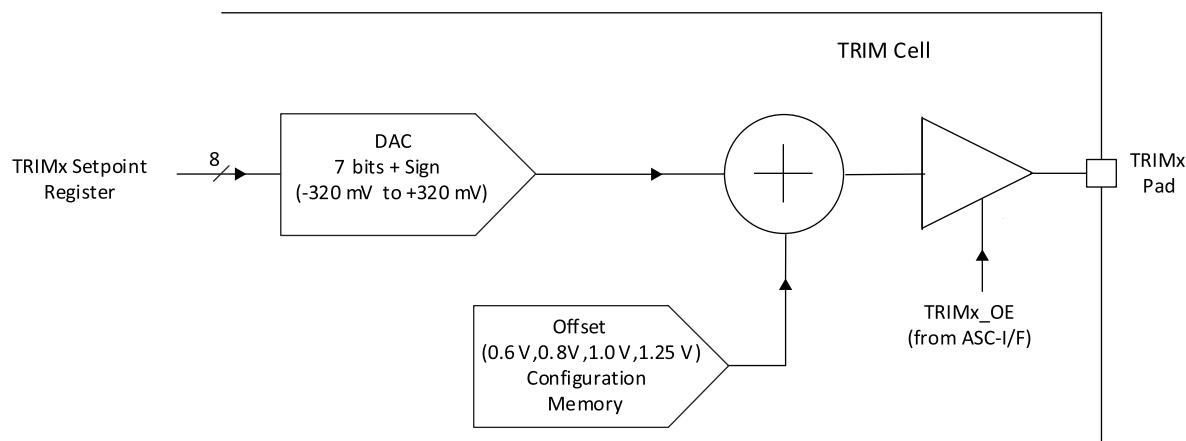 TRIM Cell
TRIMx Setpoint
Register
8
DAC
7 bits + Sign
(-320 mV to +320 mV)
TRIMx
Pad
Offset
(0.6 V,0.8V,1.0 V,1.25 V)
Configuration
Memory
TRIMx_OE
(from ASC-I/F)